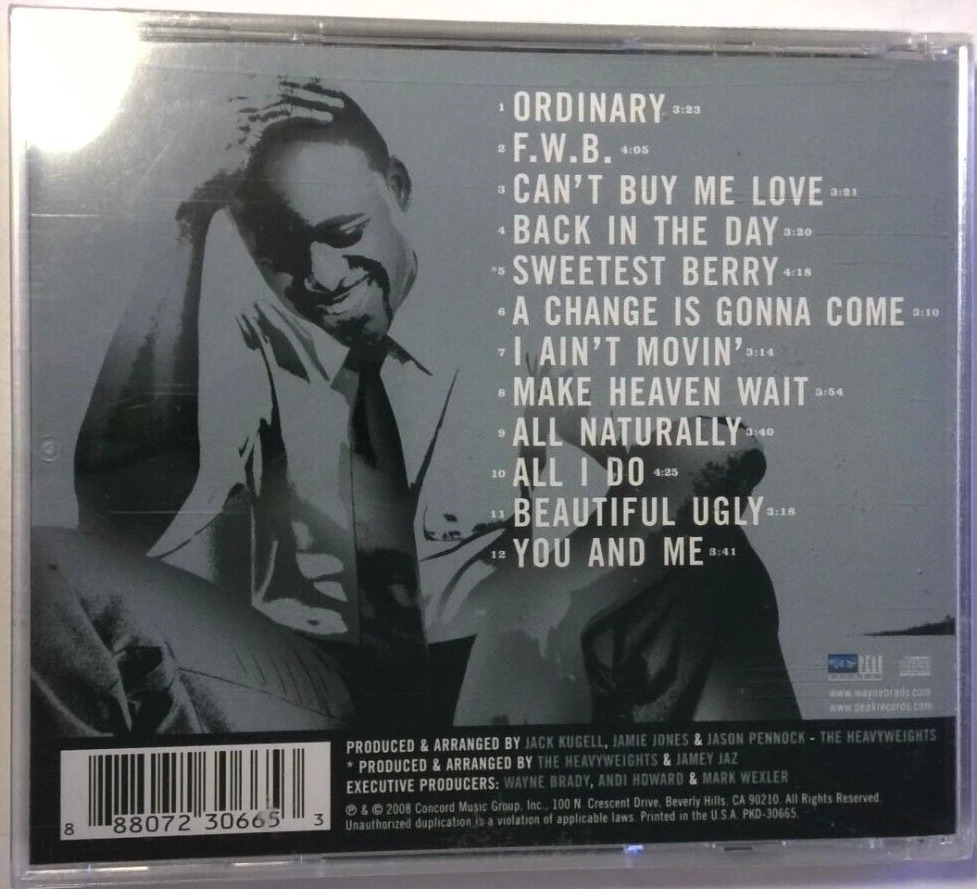 1 ORDINARY 3:23
2 F.W.B. 4:05
3 CAN'T BUY ME LOVE 3:21
4 BACK IN THE DAY 3:20
*5 SWEETEST BERRY 4:18
6 A CHANGE IS GONNA COME 3:10
7 I AIN'T MOVIN' 3:14
8 MAKE HEAVEN WAIT 3:54
9 ALL NATURALLY 3:40
10 ALL I DO 4:25
11 BEAUTIFUL UGLY 3:18
12 YOU AND ME 3:41
PEAK
www.waynebrady.com
www.peakrecords.com
PRODUCED & ARRANGED BY JACK KUGELL, JAMIE JONES & JASON PENNOCK - THE HEAVYWEIGHTS
* PRODUCED & ARRANGED BY THE HEAVYWEIGHTS & JAMEY JAZ
EXECUTIVE PRODUCERS: WAYNE BRADY, ANDI HOWARD & MARK WEXLER
℗ & © 2008 Concord Music Group, Inc., 100 N. Crescent Drive, Beverly Hills, CA 90210. All Rights Reserved.
Unauthorized duplication is a violation of applicable laws. Printed in the U.S.A. PKD-30665.
8 88072 30665 3